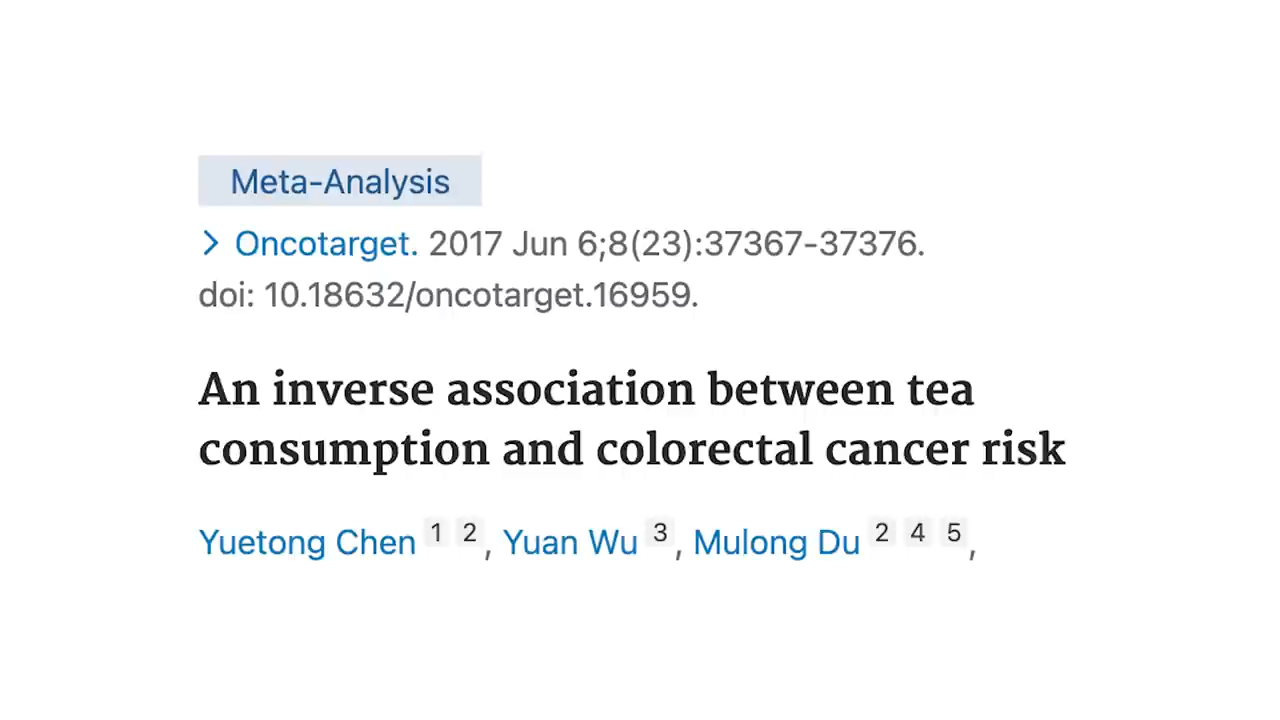 Meta-Analysis
> Oncotarget. 2017 Jun 6;8(23):37367-37376.
doi: 10.18632/oncotarget.16959.
An inverse association between tea
consumption and colorectal cancer risk
Yuetong Chen 1 2, Yuan Wu 3, Mulong Du 2 4 5,